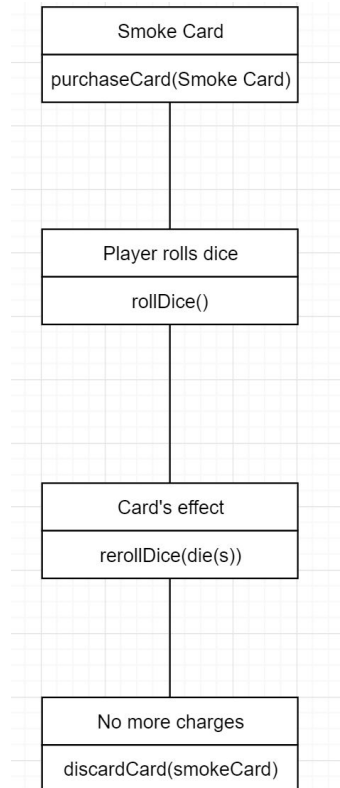 Smoke Card
purchaseCard(Smoke Card)
Player rolls dice
rollDice()
Card's effect
rerollDice(die(s))
No more charges
discardCard(smokeCard)